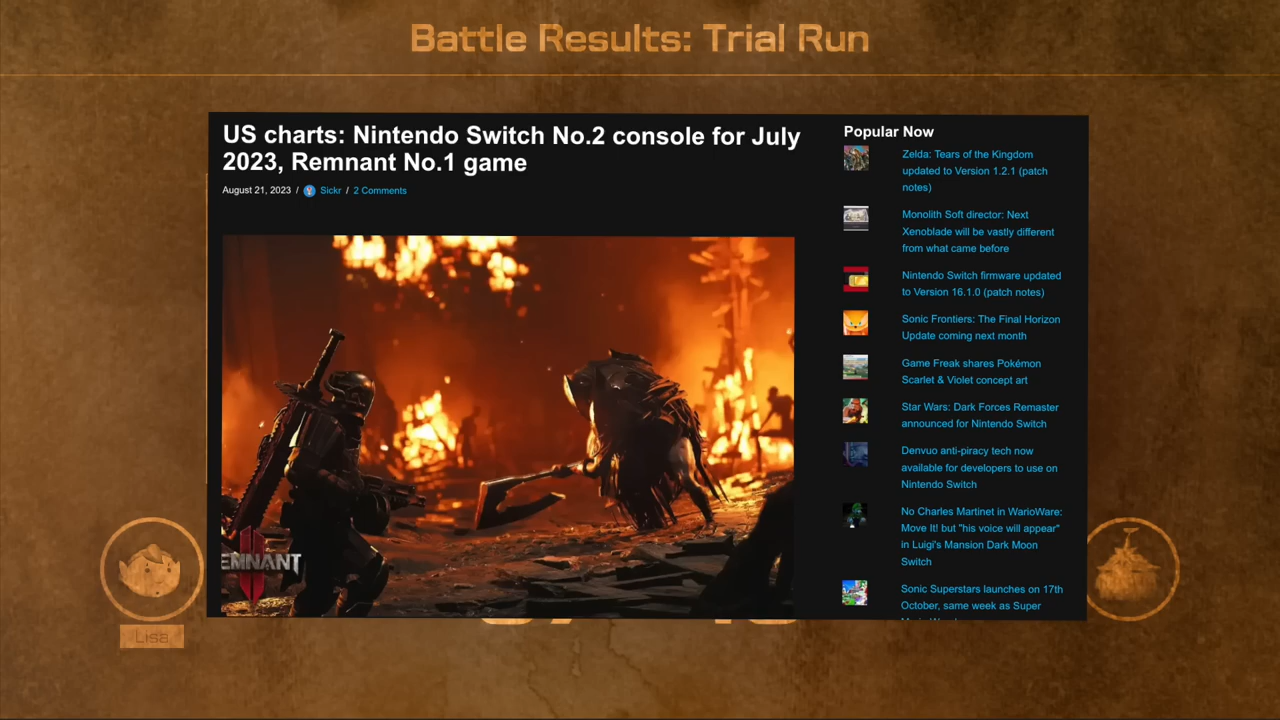 Battle Results: Trial Run
US charts: Nintendo Switch No.2 console for July
2023, Remnant No.1 game
August 21, 2023 / Sickr / 2 Comments
EMNANT
Popular Now
Zelda: Tears of the Kingdom
updated to Version 1.2.1 (patch
notes)
Monolith Soft director: Next
Xenoblade will be vastly different
from what came before
Nintendo Switch firmware updated
to Version 16.1.0 (patch notes)
Sonic Frontiers: The Final Horizon
Update coming next month
Game Freak shares Pokémon
Scarlet & Violet concept art
Star Wars: Dark Forces Remaster
announced for Nintendo Switch
Denvuo anti-piracy tech now
available for developers to use on
Nintendo Switch
No Charles Martinet in WarioWare:
Move It! but "his voice will appear"
in Luigi's Mansion Dark Moon
Switch
Sonic Superstars launches on 17th
October, same week as Super
Lisa